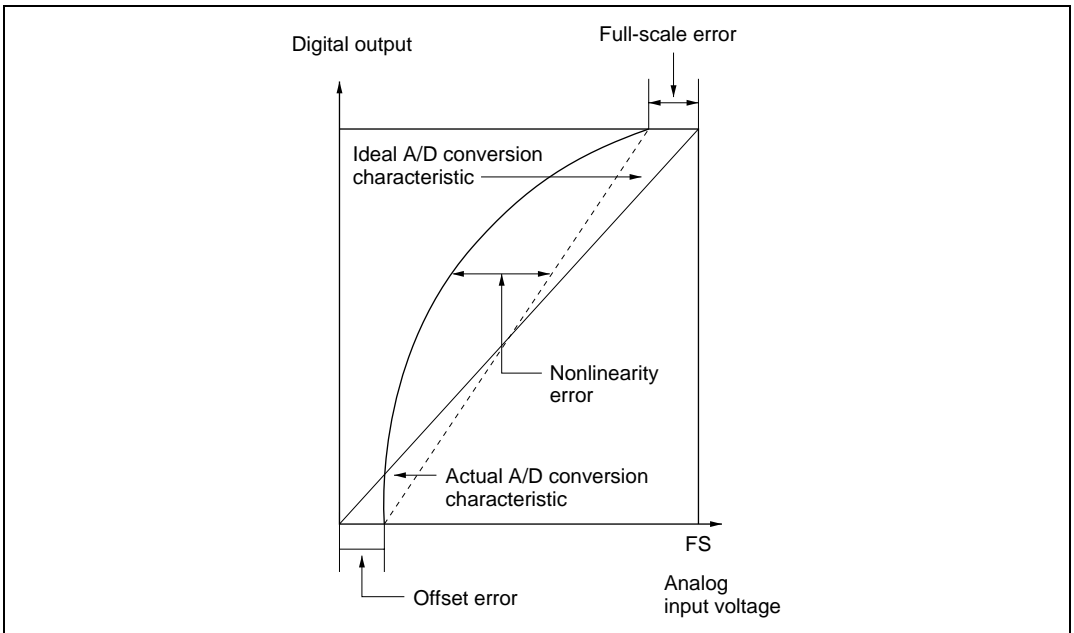 Full-scale error
Digital output
Ideal A/D conversion
characteristic
Nonlinearity
error
Actual A/D conversion
characteristic
FS
Offset error
Analog
input voltage